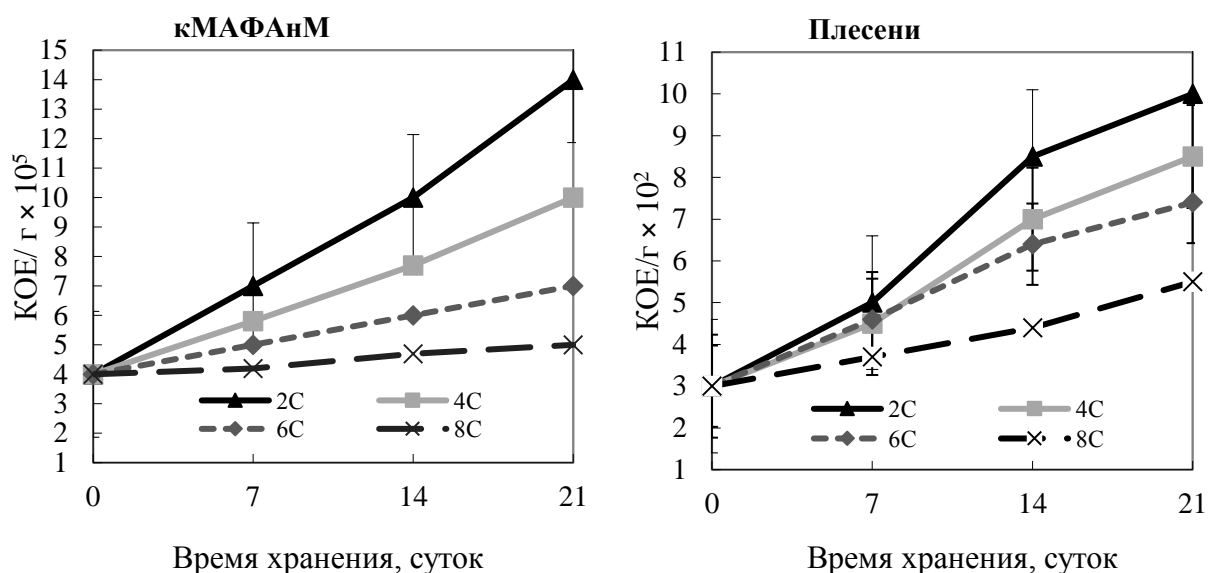 кМАФАнМ
КОЕ/ г × 10⁵
15
14
13
12
11
10
9
8
7
6
5
4
3
2
1
0
7
14
21
2С
4С
6С
8С
Время хранения, суток
Плесени
КОЕ/г × 10²
11
10
9
8
7
6
5
4
3
2
1
0
7
14
21
2С
4С
6С
8С
Время хранения, суток